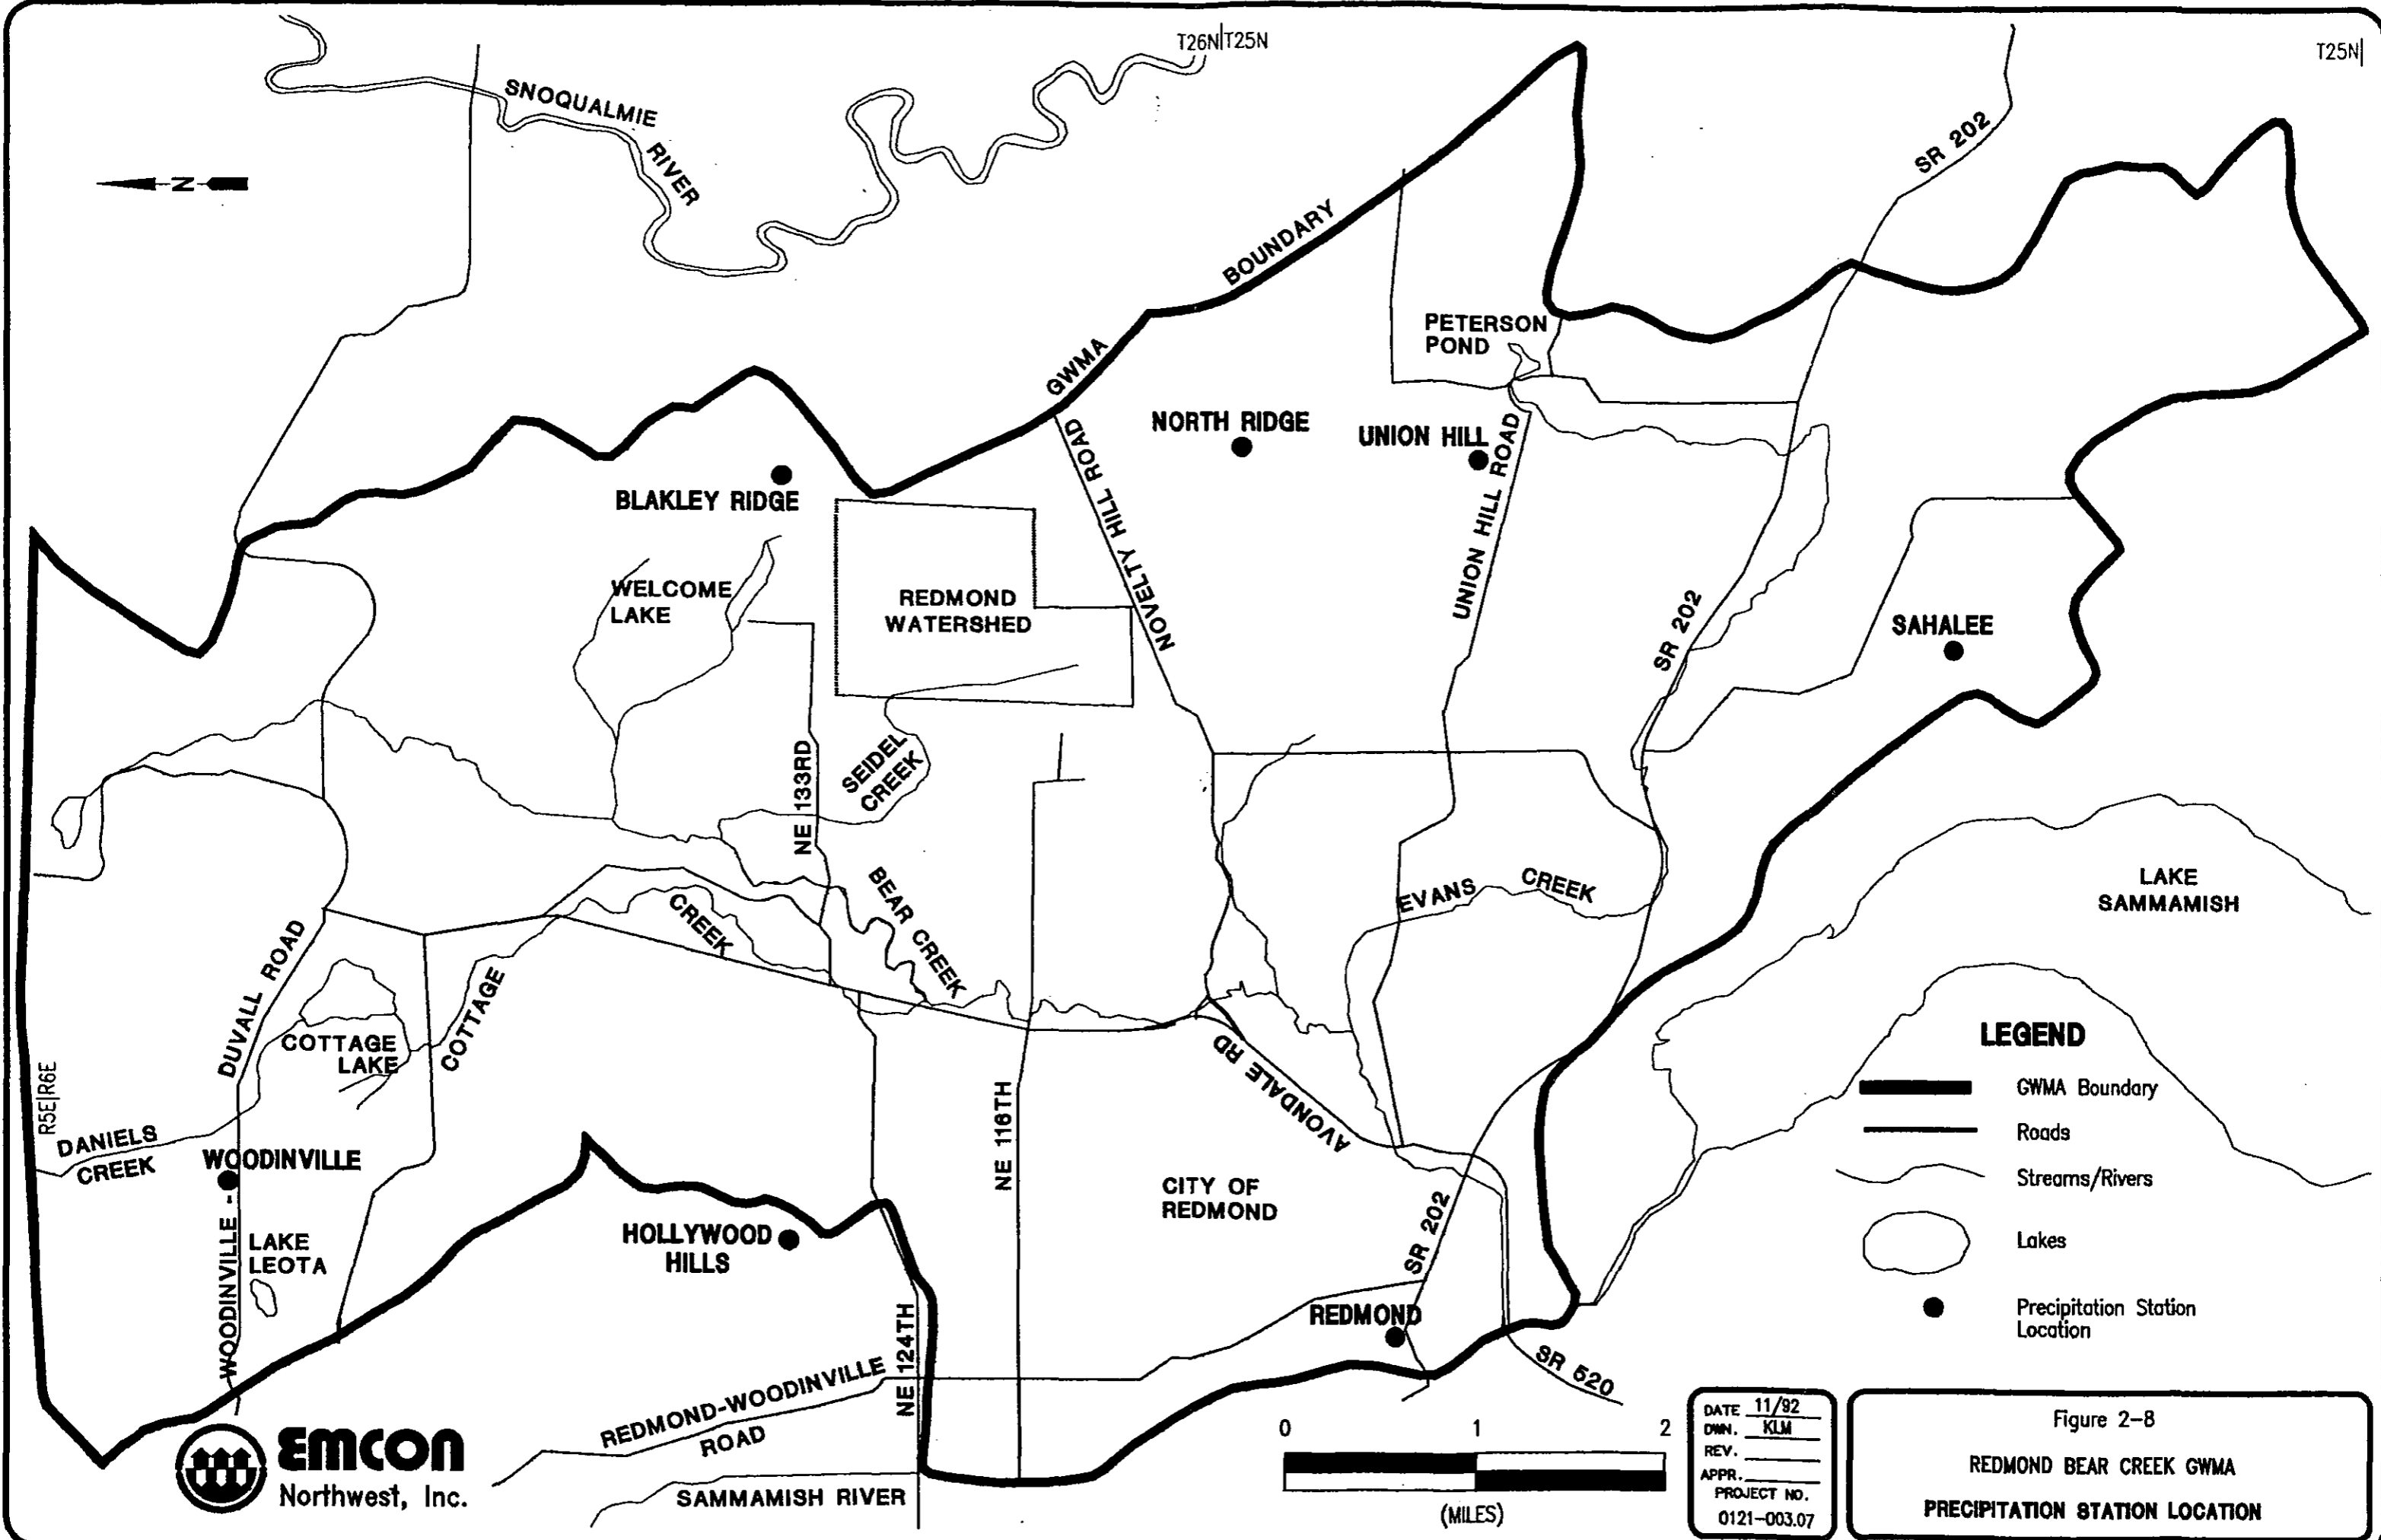 T26N|T25N
T25N|
SNOQUALMIE
RIVER
N
SR 202
GWMA
BOUNDARY
PETERSON
POND
NORTH RIDGE
UNION HILL
BLAKLEY RIDGE
NOVELTY HILL ROAD
UNION HILL ROAD
WELCOME
LAKE
REDMOND
WATERSHED
SR 202
SAHALEE
NE 133RD
SEIDEL
CREEK
BEAR CREEK
EVANS CREEK
LAKE
SAMMAMISH
COTTAGE CREEK
WOODINVILLE - DUVALL ROAD
COTTAGE
LAKE
R5E|R6E
DANIELS
CREEK
WOODINVILLE
LAKE
LEOTA
HOLLYWOOD
HILLS
NE 116TH
AVONDALE RD
CITY OF
REDMOND
SR 202
REDMOND
NE 124TH
REDMOND-WOODINVILLE
ROAD
SAMMAMISH RIVER
SR 520
LEGEND
GWMA Boundary
Roads
Streams/Rivers
Lakes
Precipitation Station
Location
EMCON
Northwest, Inc.
0 1 2
(MILES)
DATE 11/92
DWN. KLM
REV.
APPR.
PROJECT NO.
0121-003.07
Figure 2-8
REDMOND BEAR CREEK GWMA
PRECIPITATION STATION LOCATION